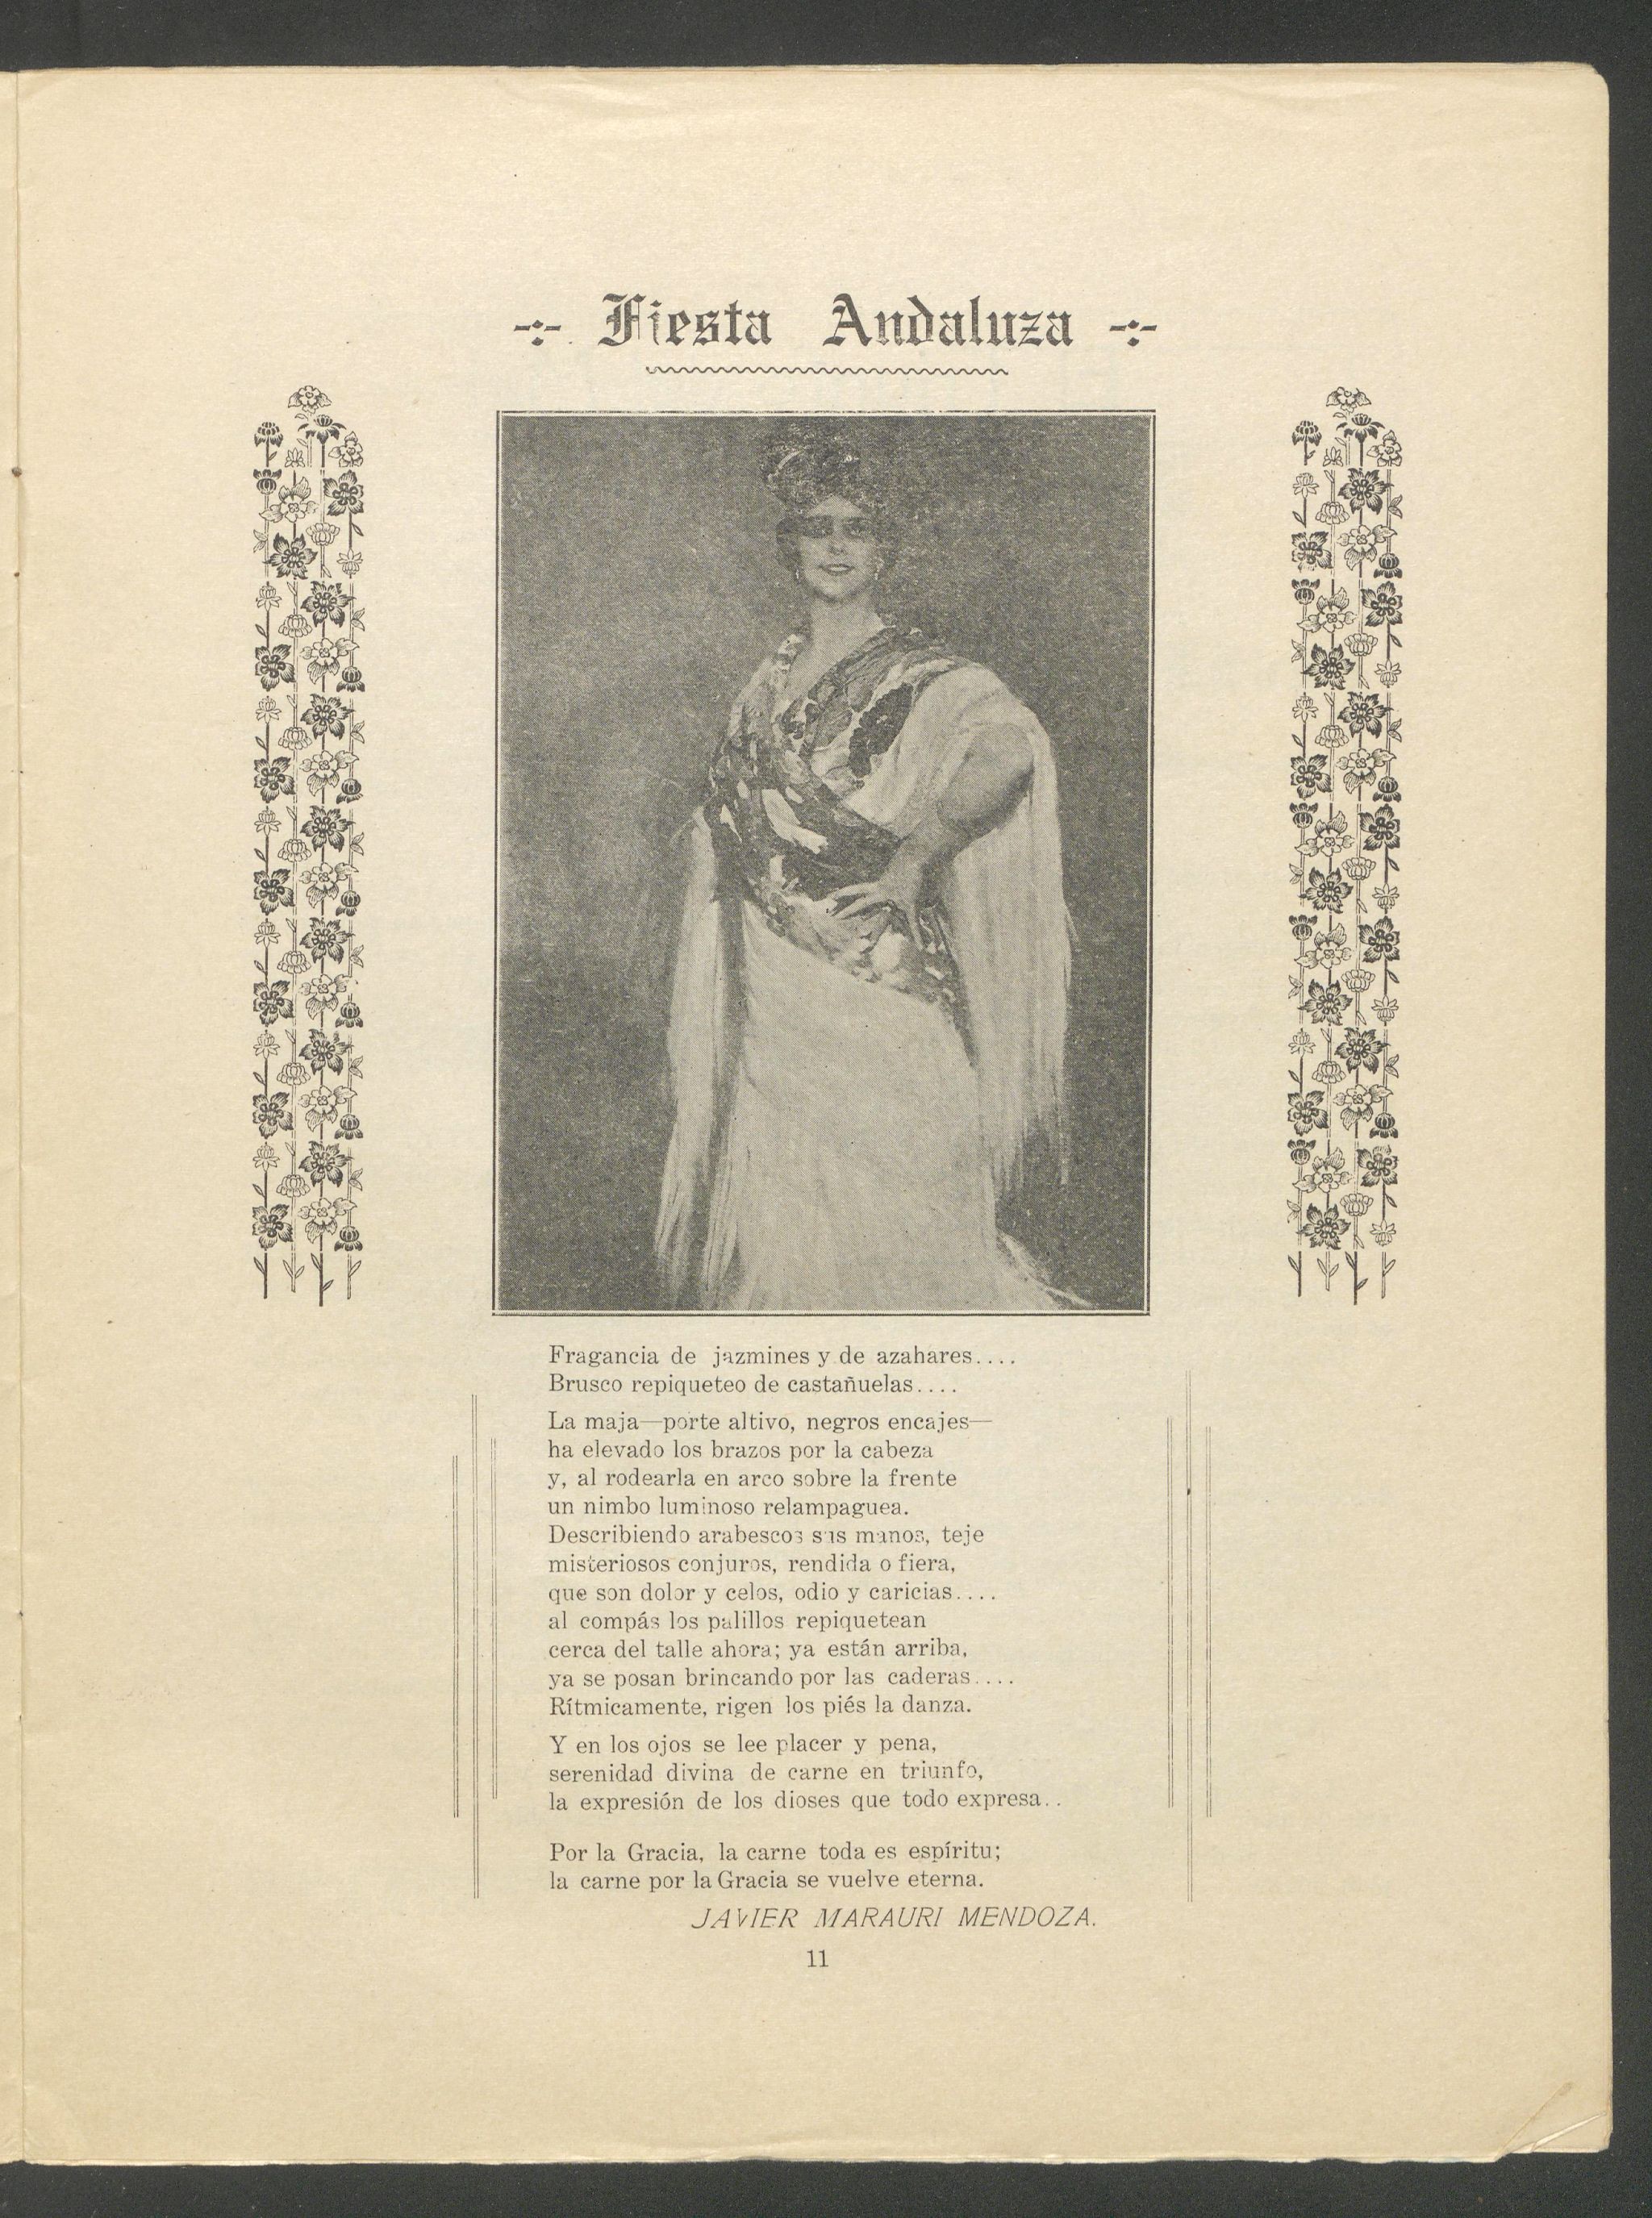 Fiesta Andaluza
Fragancia de jazmines y de azahares....
Brusco repiqueteo de castañuelas....
La maja—porte altivo, negros encajes—
ha elevado los brazos por la cabeza
y, al rodearla en arco sobre la frente
un nimbo luminoso relampaguea.
Describiendo arabescos sus manos, teje
misteriosos conjuros, rendida o fiera,
que son dolor y celos, odio y caricias....
al compás los palillos repiquetean
cerca del talle ahora; ya están arriba,
ya se posan brincando por las caderas....
Rítmicamente, rigen los piés la danza.
Y en los ojos se lee placer y pena,
serenidad divina de carne en triunfo,
la expresión de los dioses que todo expresa..
Por la Gracia, la carne toda es espíritu;
la carne por la Gracia se vuelve eterna.
JAVIER MARAURI MENDOZA.
11